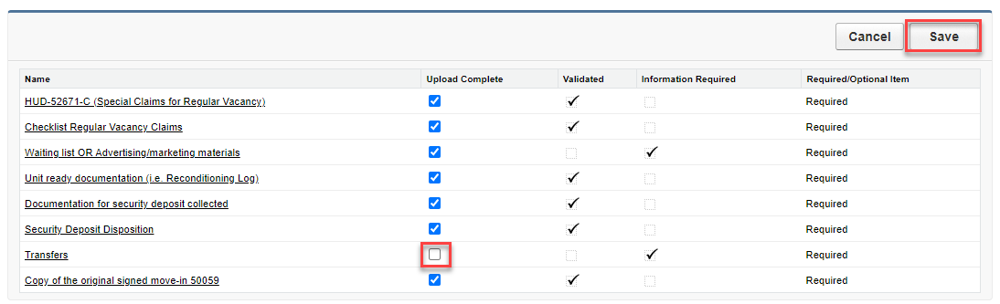 Cancel Save
Name Upload Complete Validated Information Required Required/Optional Item
HUD-52671-C (Special Claims for Regular Vacancy) Required
Checklist Regular Vacancy Claims Required
Waiting list OR Advertising/marketing materials Required
Unit ready documentation (i.e. Reconditioning Log) Required
Documentation for security deposit collected Required
Security Deposit Disposition Required
Transfers Required
Copy of the original signed move-in 50059 Required